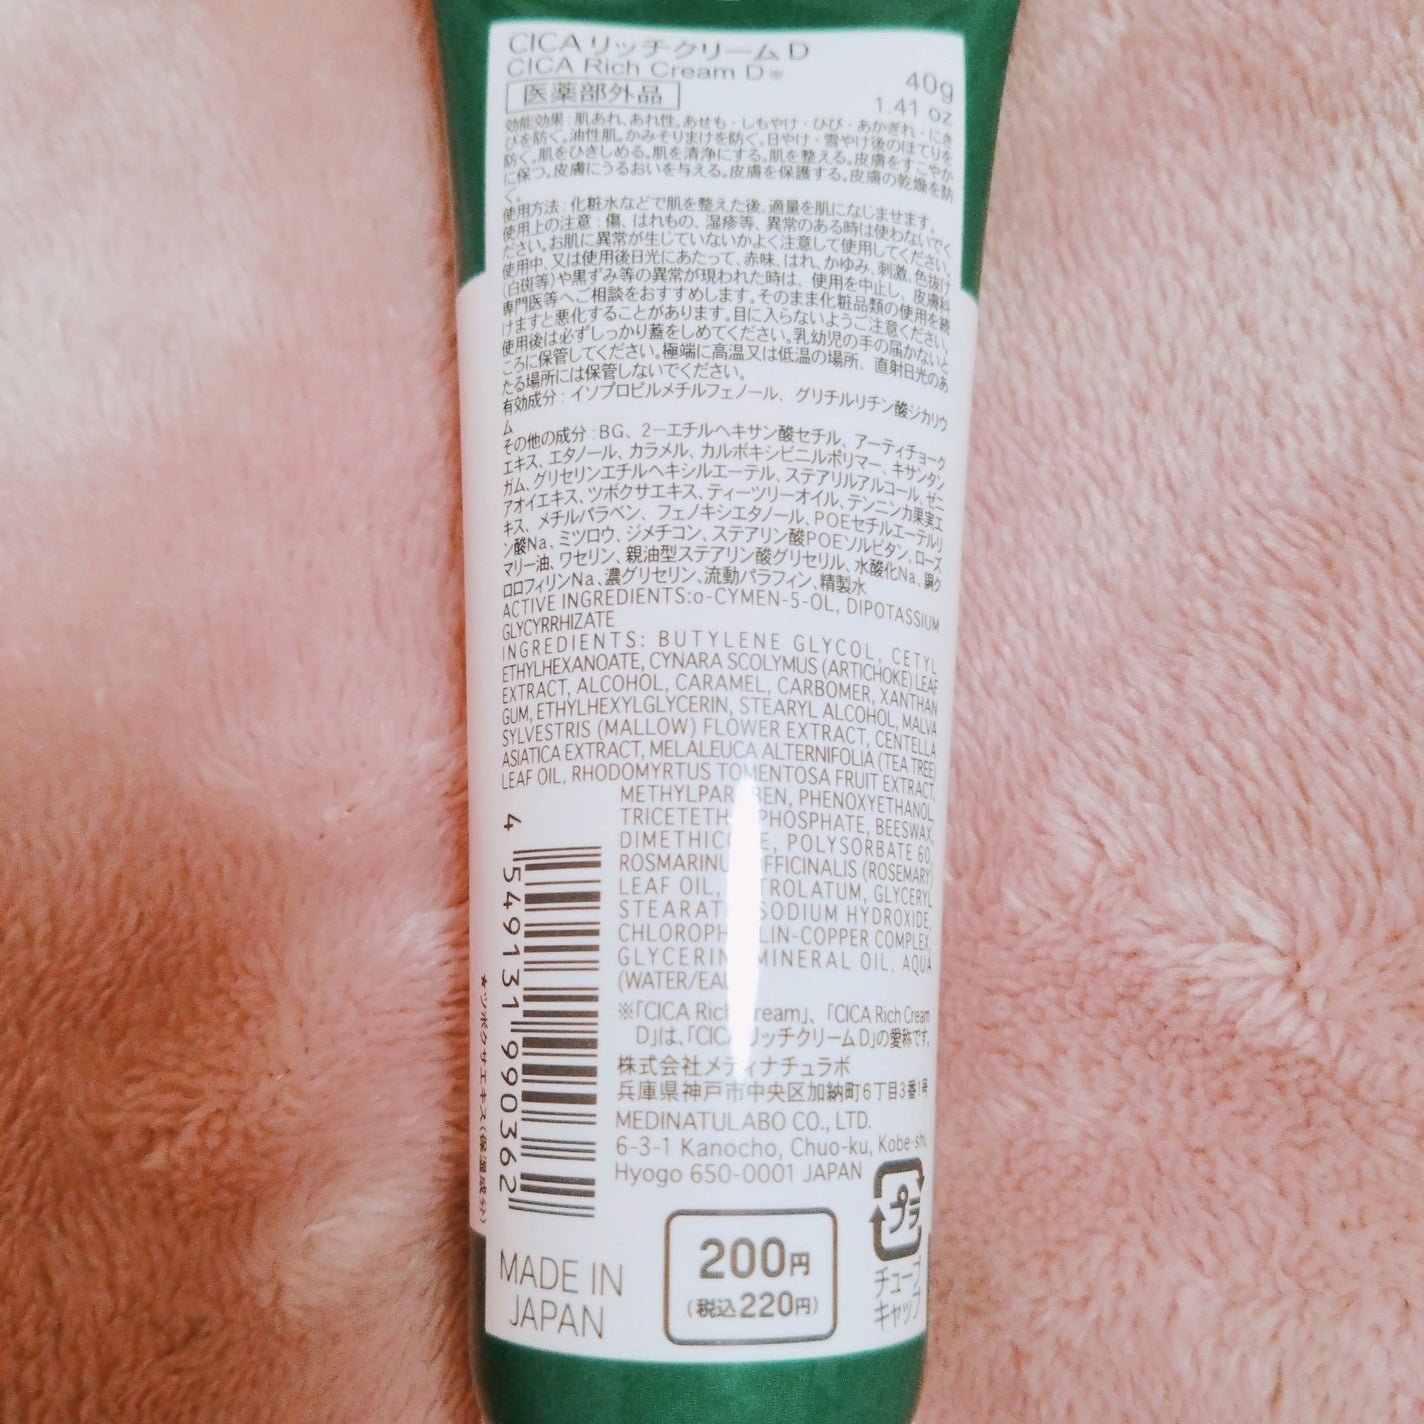 CICAリッチクリームD
CICA Rich Cream D※
40g
医薬部外品
1.41 oz
効能効果：肌あれ、あれ性。あせも・しもやけ・ひび・あかぎれ・にき
びを防ぐ。油性肌。かみそりまけを防ぐ。日やけ・雪やけ後のほてりを
防ぐ。肌をひきしめる。肌を清浄にする。肌を整える。皮膚をすこやか
に保つ。皮膚にうるおいを与える。皮膚を保護する。皮膚の乾燥を防
ぐ。
使用方法：化粧水などで肌を整えた後、適量を肌になじませます。
使用上の注意：傷、はれもの、湿疹等、異常のある時は使わないでく
ださい。お肌に異常が生じていないかよく注意して使用してください。
使用中、又は使用後日光にあたって、赤味、はれ、かゆみ、刺激、色抜け
(白斑等)や黒ずみ等の異常が現われた時は、使用を中止し、皮膚科
専門医等へご相談をおすすめします。そのまま化粧品類の使用を続
けますと悪化することがあります。目に入らないようご注意ください。
使用後は必ずしっかり蓋をしめてください。乳幼児の手の届かないと
ころに保管してください。極端に高温又は低温の場所、直射日光のあ
たる場所には保管しないでください。
有効成分：イソプロピルメチルフェノール、グリチルリチン酸ジカリウ
ム
その他の成分：BG、2-エチルヘキサン酸セチル、アーティチョーク
エキス、エタノール、カラメル、カルボキシビニルポリマー、キサンタン
ガム、グリセリンエチルヘキシルエーテル、ステアリルアルコール、ゼニ
アオイエキス、ツボクサエキス、ティーツリーオイル、テンニンカ果実エ
キス、メチルパラベン、フェノキシエタノール、POEセチルエーテルリ
ン酸Na、ミツロウ、ジメチコン、ステアリン酸POEソルビタン、ローズ
マリー油、ワセリン、親油型ステアリン酸グリセリル、水酸化Na、銅ク
ロロフィリンNa、濃グリセリン、流動パラフィン、精製水
ACTIVE INGREDIENTS:o-CYMEN-5-OL, DIPOTASSIUM
GLYCYRRHIZATE
INGREDIENTS: BUTYLENE GLYCOL, CETYL
ETHYLHEXANOATE, CYNARA SCOLYMUS (ARTICHOKE) LEAF
EXTRACT, ALCOHOL, CARAMEL, CARBOMER, XANTHAN
GUM, ETHYLHEXYLGLYCERIN, STEARYL ALCOHOL, MALVA
SYLVESTRIS (MALLOW) FLOWER EXTRACT, CENTELLA
ASIATICA EXTRACT, MELALEUCA ALTERNIFOLIA (TEA TREE)
LEAF OIL, RHODOMYRTUS TOMENTOSA FRUIT EXTRACT,
METHYLPARABEN, PHENOXYETHANOL,
TRICETETH PHOSPHATE, BEESWAX,
DIMETHICONE, POLYSORBATE 60,
ROSMARINUS OFFICINALIS (ROSEMARY)
LEAF OIL, PETROLATUM, GLYCERYL
STEARATE, SODIUM HYDROXIDE,
CHLOROPHYLLIN-COPPER COMPLEX,
GLYCERIN, MINERAL OIL, AQUA
(WATER/EAU)
※「CICA Rich Cream」、「CICA Rich Cream
D」は、「CICAリッチクリームD」の愛称です。
株式会社メディナチュラボ
兵庫県神戸市中央区加納町6丁目3番1号
MEDINATULABO CO., LTD.
6-3-1 Kanocho, Chuo-ku, Kobe-shi,
Hyogo 650-0001 JAPAN
4 549131 990362
★ツボクサエキス(保湿成分)
MADE IN
JAPAN
200円
(税込220円)
プラ
チューブ
キャップ